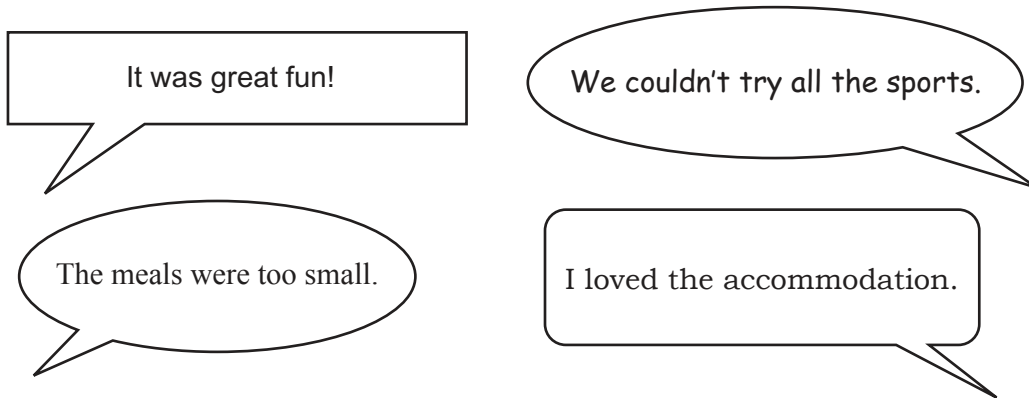 It was great fun!
We couldn't try all the sports.
The meals were too small.
I loved the accommodation.